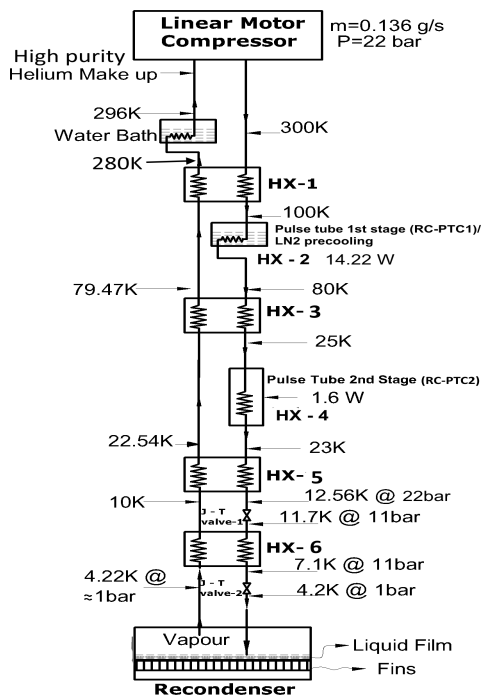 Linear Motor
Compressor
m=0.136 g/s
P=22 bar
High purity
Helium Make up
296K
Water Bath
300K
280K
HX-1
100K
Pulse tube 1st stage (RC-PTC1)/
LN2 precooling
HX - 2 14.22 W
79.47K
80K
HX-3
25K
Pulse Tube 2nd Stage (RC-PTC2)
1.6 W
HX - 4
22.54K
23K
HX-5
10K
12.56K @ 22bar
J - T
valve-1
11.7K @ 11bar
HX-6
7.1K @ 11bar
4.22K @
≈1bar
J - T
valve-2
4.2K @ 1bar
Vapour
Liquid Film
Fins
Recondenser